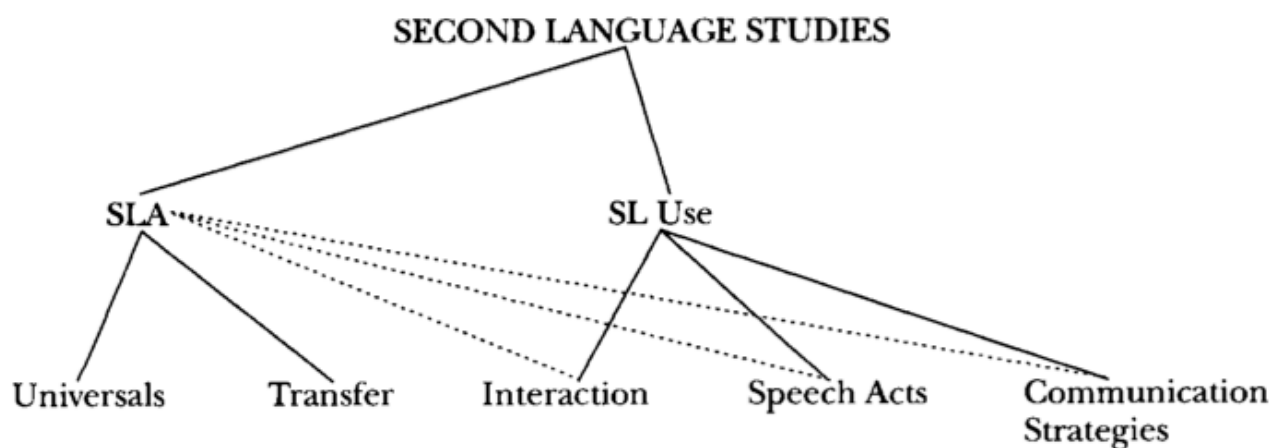 SECOND LANGUAGE STUDIES
SLA
SL Use
Universals
Transfer
Interaction
Speech Acts
Communication
Strategies